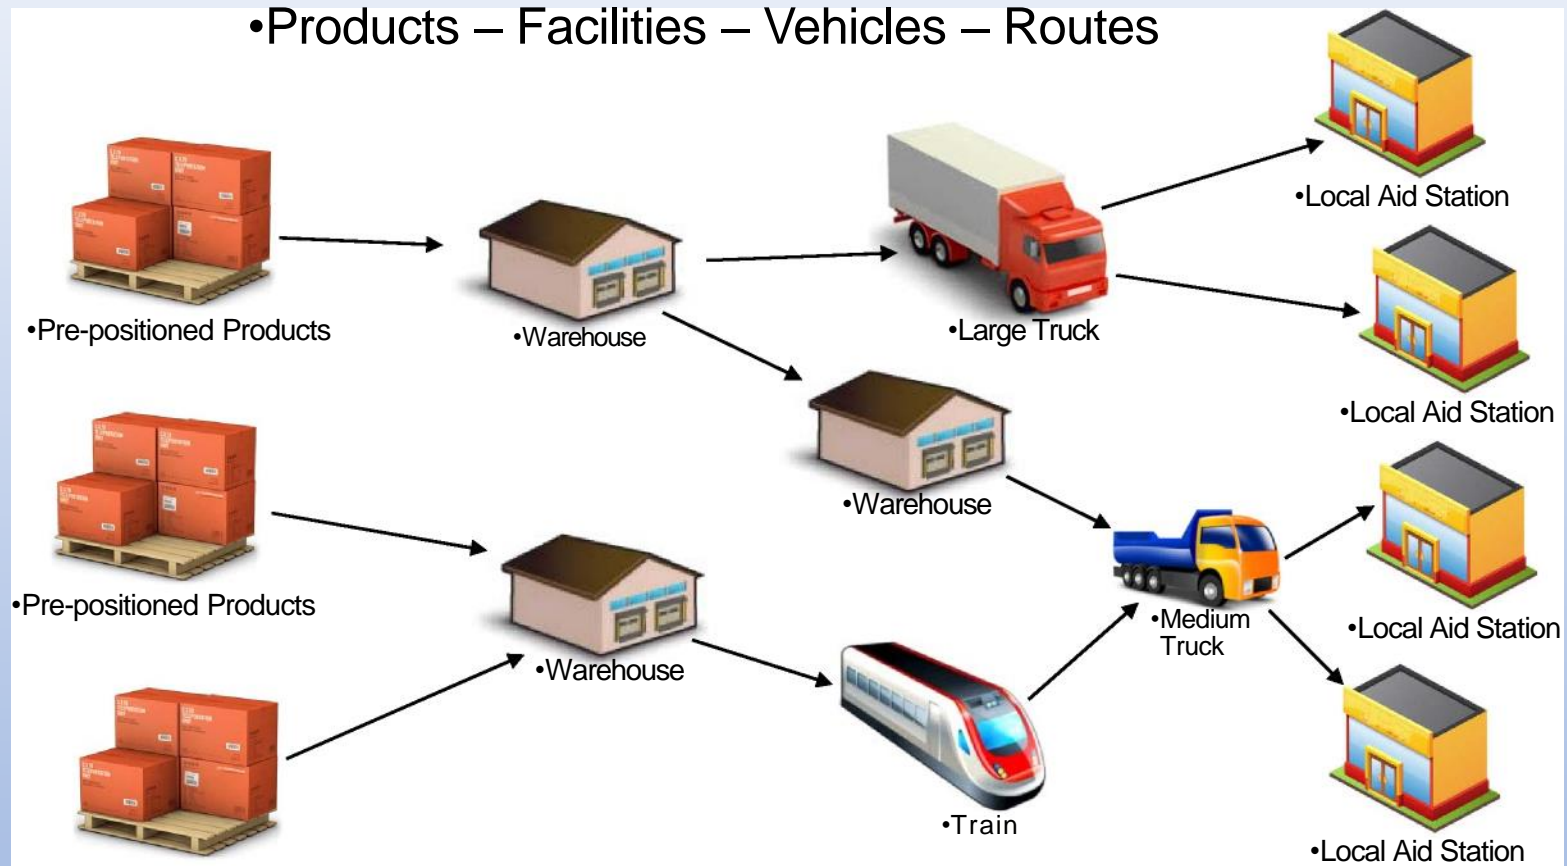 •Products – Facilities – Vehicles – Routes
•Local Aid Station
•Pre-positioned Products
•Warehouse
•Large Truck
•Local Aid Station
•Warehouse
•Pre-positioned Products
•Medium
Truck
•Local Aid Station
•Warehouse
•Train
•Local Aid Station